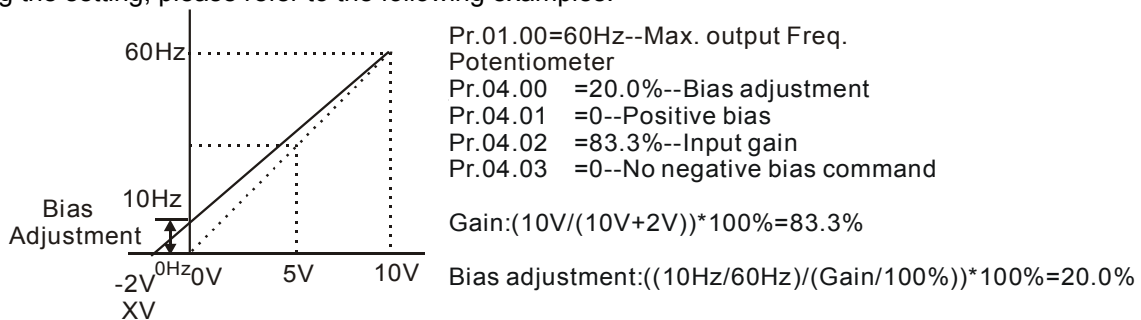 g the setting, please refer to the following examples.
60Hz
10Hz
Bias
Adjustment
0Hz
0V
5V
10V
-2V
XV
Pr.01.00=60Hz--Max. output Freq.
Potentiometer
Pr.04.00 =20.0%--Bias adjustment
Pr.04.01 =0--Positive bias
Pr.04.02 =83.3%--Input gain
Pr.04.03 =0--No negative bias command
Gain:(10V/(10V+2V))*100%=83.3%
Bias adjustment:((10Hz/60Hz)/(Gain/100%))*100%=20.0%